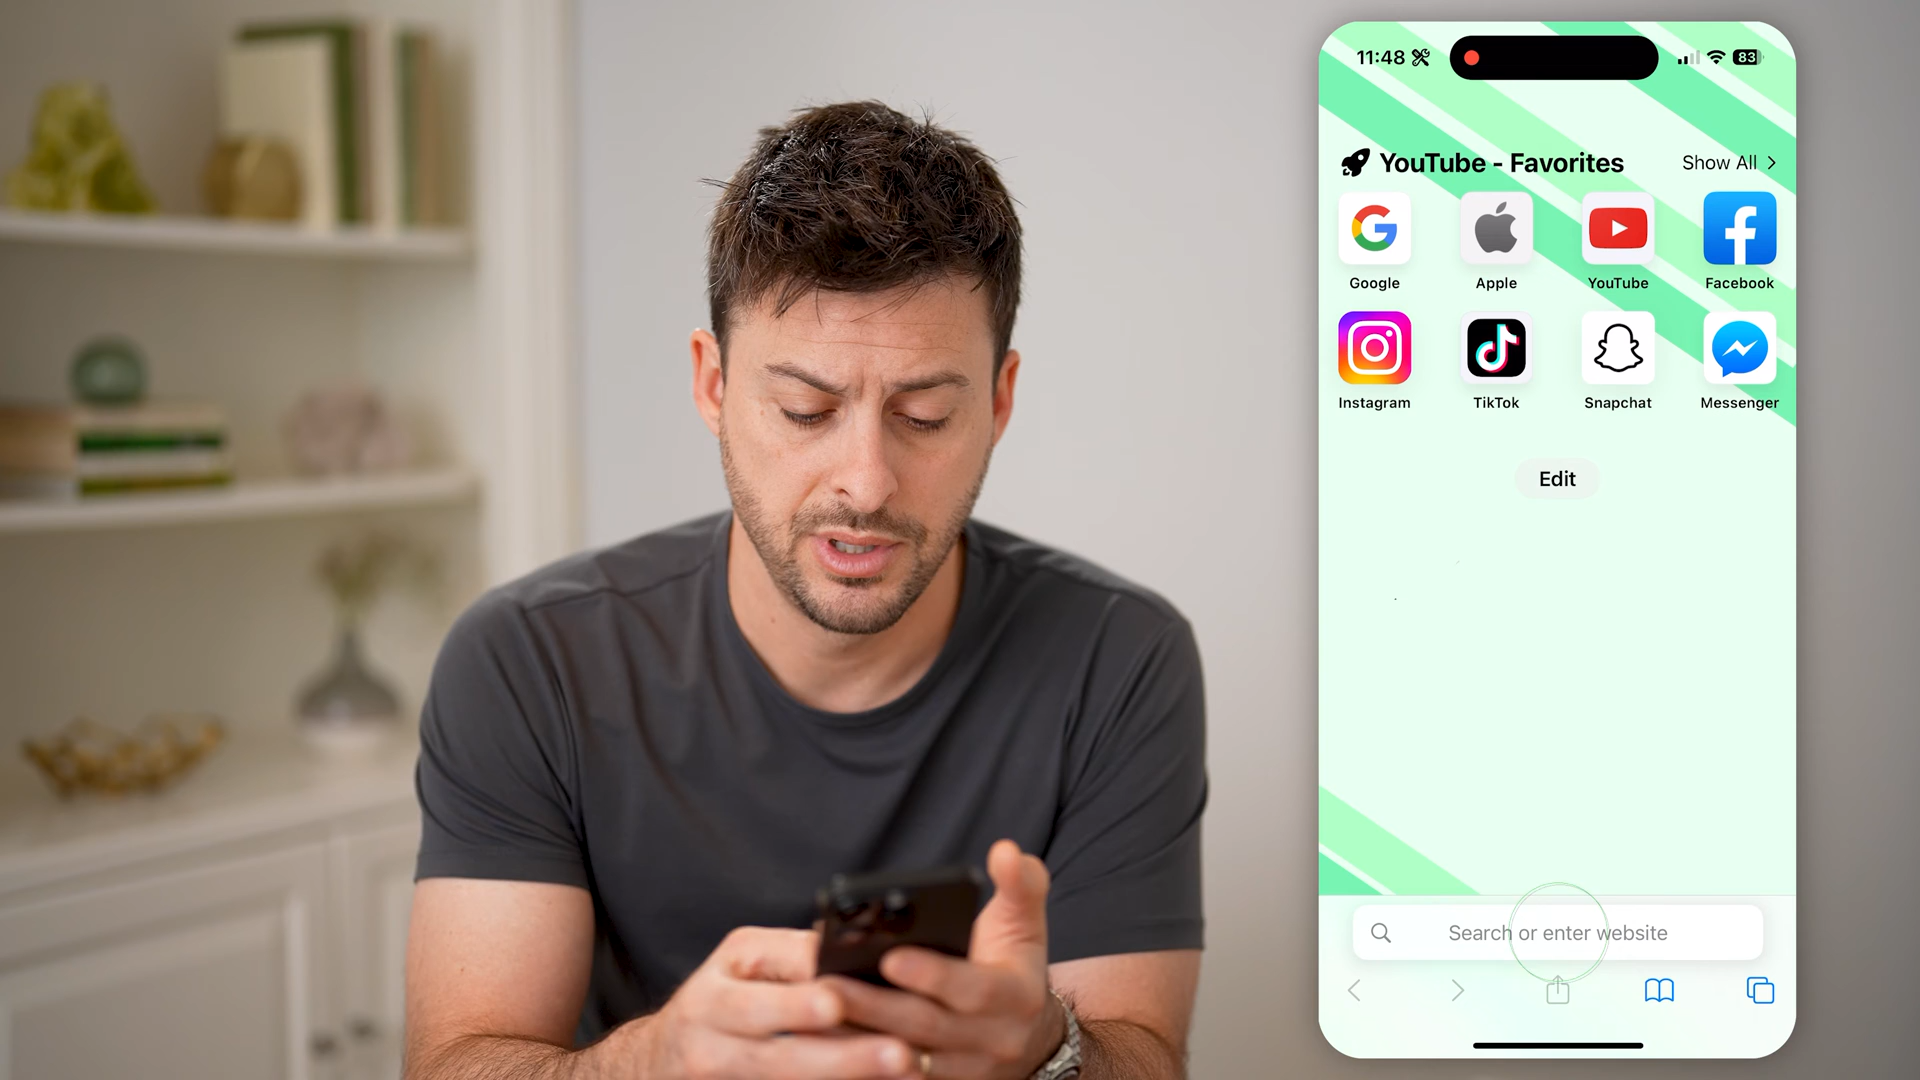 11:48
83
YouTube - Favorites
Show All
Google
Apple
YouTube
Facebook
Instagram
TikTok
Snapchat
Messenger
Edit
Search or enter website